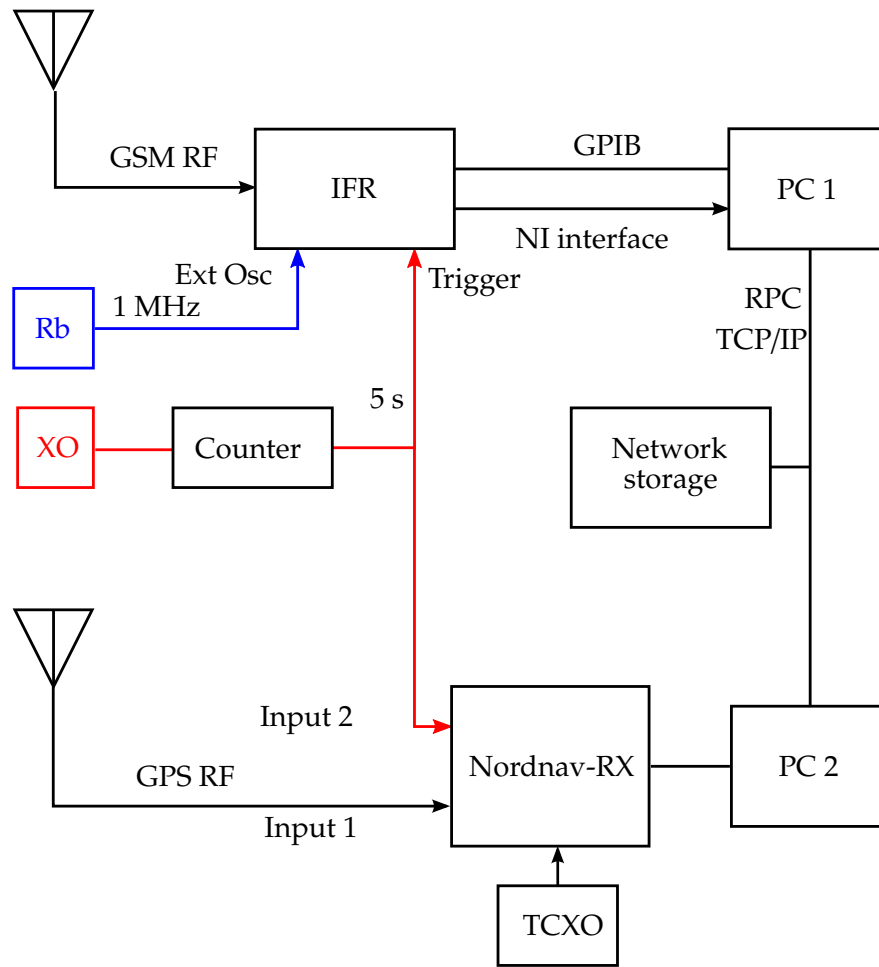 GSM RF
IFR
GPIB
NI interface
PC 1
Ext Osc
1 MHz
Trigger
Rb
RPC
TCP/IP
5 s
XO
Counter
Network
storage
Input 2
GPS RF
Input 1
Nordnav-RX
PC 2
TCXO